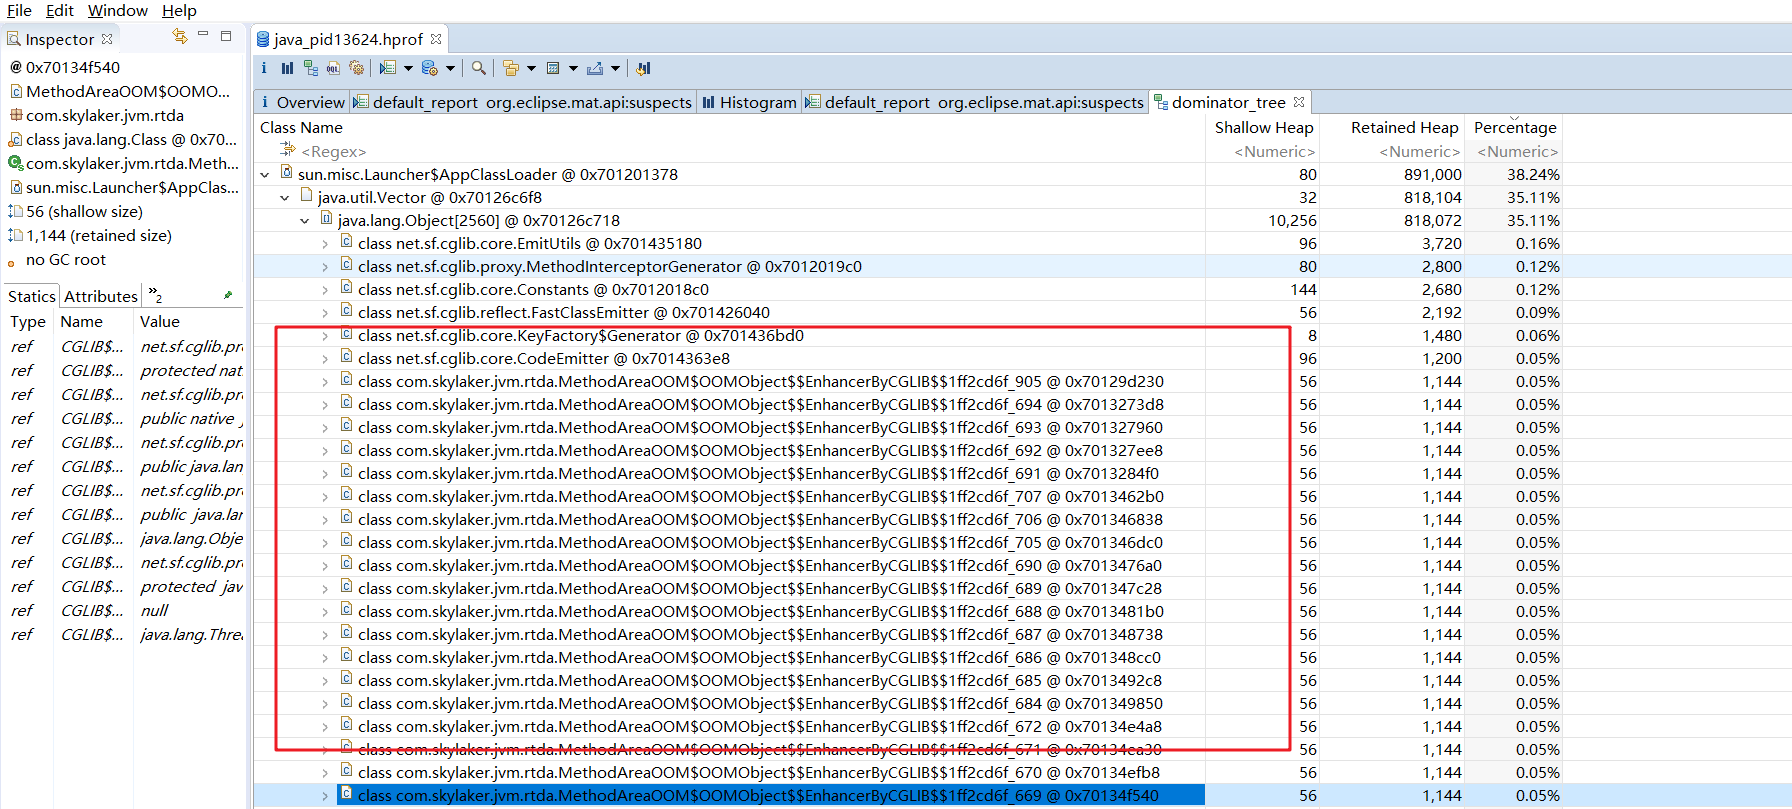 File Edit Window Help
Inspector
@ 0x70134f540
MethodAreaOOM$OOMO...
com.skylaker.jvm.rtda
class java.lang.Class @ 0x70...
com.skylaker.jvm.rtda.Meth...
sun.misc.Launcher$AppClas...
56 (shallow size)
1,144 (retained size)
no GC root
Statics Attributes »2
Type Name Value
ref CGLIB$... net.sf.cglib.pr
ref CGLIB$... protected nat
ref CGLIB$... net.sf.cglib.pr
ref CGLIB$... public native
ref CGLIB$... net.sf.cglib.pr
ref CGLIB$... public java.lan
ref CGLIB$... net.sf.cglib.pr
ref CGLIB$... public java.lar
ref CGLIB$... java.lang.Obje
ref CGLIB$... net.sf.cglib.pr
ref CGLIB$... protected jav
ref CGLIB$... null
ref CGLIB$... java.lang.Thre
java_pid13624.hprof
i Overview default_report org.eclipse.mat.api:suspects Histogram default_report org.eclipse.mat.api:suspects dominator_tree
Class Name Shallow Heap Retained Heap Percentage
<Regex> <Numeric> <Numeric> <Numeric>
sun.misc.Launcher$AppClassLoader @ 0x701201378 80 891,000 38.24%
java.util.Vector @ 0x70126c6f8 32 818,104 35.11%
java.lang.Object[2560] @ 0x70126c718 10,256 818,072 35.11%
class net.sf.cglib.core.EmitUtils @ 0x701435180 96 3,720 0.16%
class net.sf.cglib.proxy.MethodInterceptorGenerator @ 0x7012019c0 80 2,800 0.12%
class net.sf.cglib.core.Constants @ 0x7012018c0 144 2,680 0.12%
class net.sf.cglib.reflect.FastClassEmitter @ 0x701426040 56 2,192 0.09%
class net.sf.cglib.core.KeyFactory$Generator @ 0x701436bd0 8 1,480 0.06%
class net.sf.cglib.core.CodeEmitter @ 0x7014363e8 96 1,200 0.05%
class com.skylaker.jvm.rtda.MethodAreaOOM$OOMObject$$EnhancerByCGLIB$$1ff2cd6f_905 @ 0x70129d230 56 1,144 0.05%
class com.skylaker.jvm.rtda.MethodAreaOOM$OOMObject$$EnhancerByCGLIB$$1ff2cd6f_694 @ 0x7013273d8 56 1,144 0.05%
class com.skylaker.jvm.rtda.MethodAreaOOM$OOMObject$$EnhancerByCGLIB$$1ff2cd6f_693 @ 0x701327960 56 1,144 0.05%
class com.skylaker.jvm.rtda.MethodAreaOOM$OOMObject$$EnhancerByCGLIB$$1ff2cd6f_692 @ 0x701327ee8 56 1,144 0.05%
class com.skylaker.jvm.rtda.MethodAreaOOM$OOMObject$$EnhancerByCGLIB$$1ff2cd6f_691 @ 0x7013284f0 56 1,144 0.05%
class com.skylaker.jvm.rtda.MethodAreaOOM$OOMObject$$EnhancerByCGLIB$$1ff2cd6f_707 @ 0x7013462b0 56 1,144 0.05%
class com.skylaker.jvm.rtda.MethodAreaOOM$OOMObject$$EnhancerByCGLIB$$1ff2cd6f_706 @ 0x701346838 56 1,144 0.05%
class com.skylaker.jvm.rtda.MethodAreaOOM$OOMObject$$EnhancerByCGLIB$$1ff2cd6f_705 @ 0x701346dc0 56 1,144 0.05%
class com.skylaker.jvm.rtda.MethodAreaOOM$OOMObject$$EnhancerByCGLIB$$1ff2cd6f_690 @ 0x7013476a0 56 1,144 0.05%
class com.skylaker.jvm.rtda.MethodAreaOOM$OOMObject$$EnhancerByCGLIB$$1ff2cd6f_689 @ 0x701347c28 56 1,144 0.05%
class com.skylaker.jvm.rtda.MethodAreaOOM$OOMObject$$EnhancerByCGLIB$$1ff2cd6f_688 @ 0x7013481b0 56 1,144 0.05%
class com.skylaker.jvm.rtda.MethodAreaOOM$OOMObject$$EnhancerByCGLIB$$1ff2cd6f_687 @ 0x701348738 56 1,144 0.05%
class com.skylaker.jvm.rtda.MethodAreaOOM$OOMObject$$EnhancerByCGLIB$$1ff2cd6f_686 @ 0x701348cc0 56 1,144 0.05%
class com.skylaker.jvm.rtda.MethodAreaOOM$OOMObject$$EnhancerByCGLIB$$1ff2cd6f_685 @ 0x7013492c8 56 1,144 0.05%
class com.skylaker.jvm.rtda.MethodAreaOOM$OOMObject$$EnhancerByCGLIB$$1ff2cd6f_684 @ 0x701349850 56 1,144 0.05%
class com.skylaker.jvm.rtda.MethodAreaOOM$OOMObject$$EnhancerByCGLIB$$1ff2cd6f_672 @ 0x70134e4a8 56 1,144 0.05%
class com.skylaker.jvm.rtda.MethodAreaOOM$OOMObject$$EnhancerByCGLIB$$1ff2cd6f_671 @ 0x70134ea30 56 1,144 0.05%
class com.skylaker.jvm.rtda.MethodAreaOOM$OOMObject$$EnhancerByCGLIB$$1ff2cd6f_670 @ 0x70134efb8 56 1,144 0.05%
class com.skylaker.jvm.rtda.MethodAreaOOM$OOMObject$$EnhancerByCGLIB$$1ff2cd6f_669 @ 0x70134f540 56 1,144 0.05%